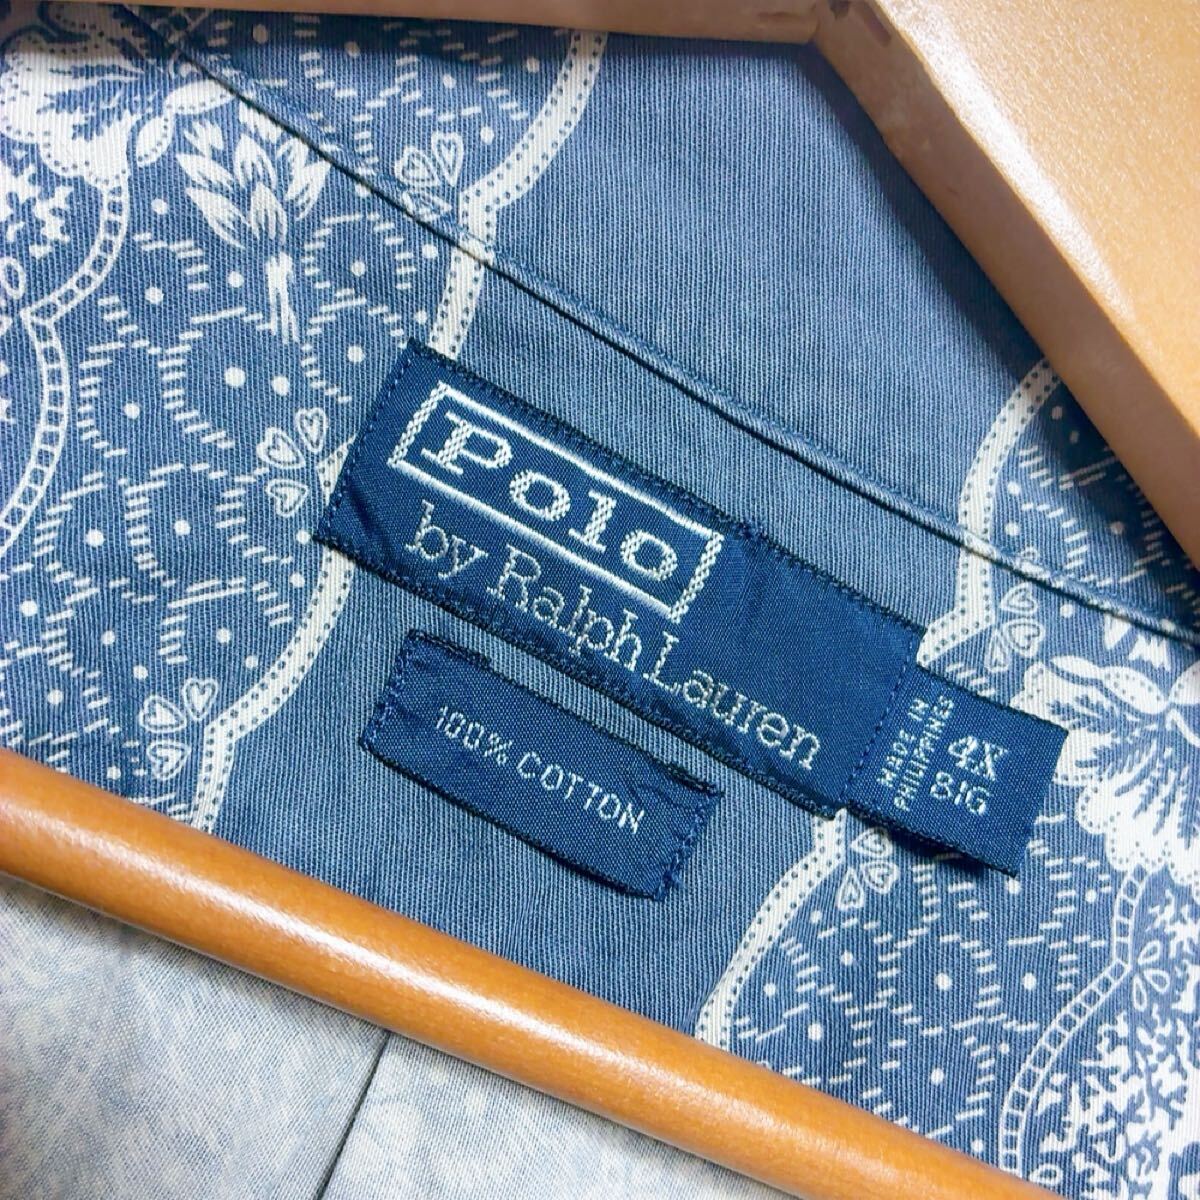 Polo
by Ralph Lauren
MADE IN
PHILIPPINES
4X
BIG
100% COTTON